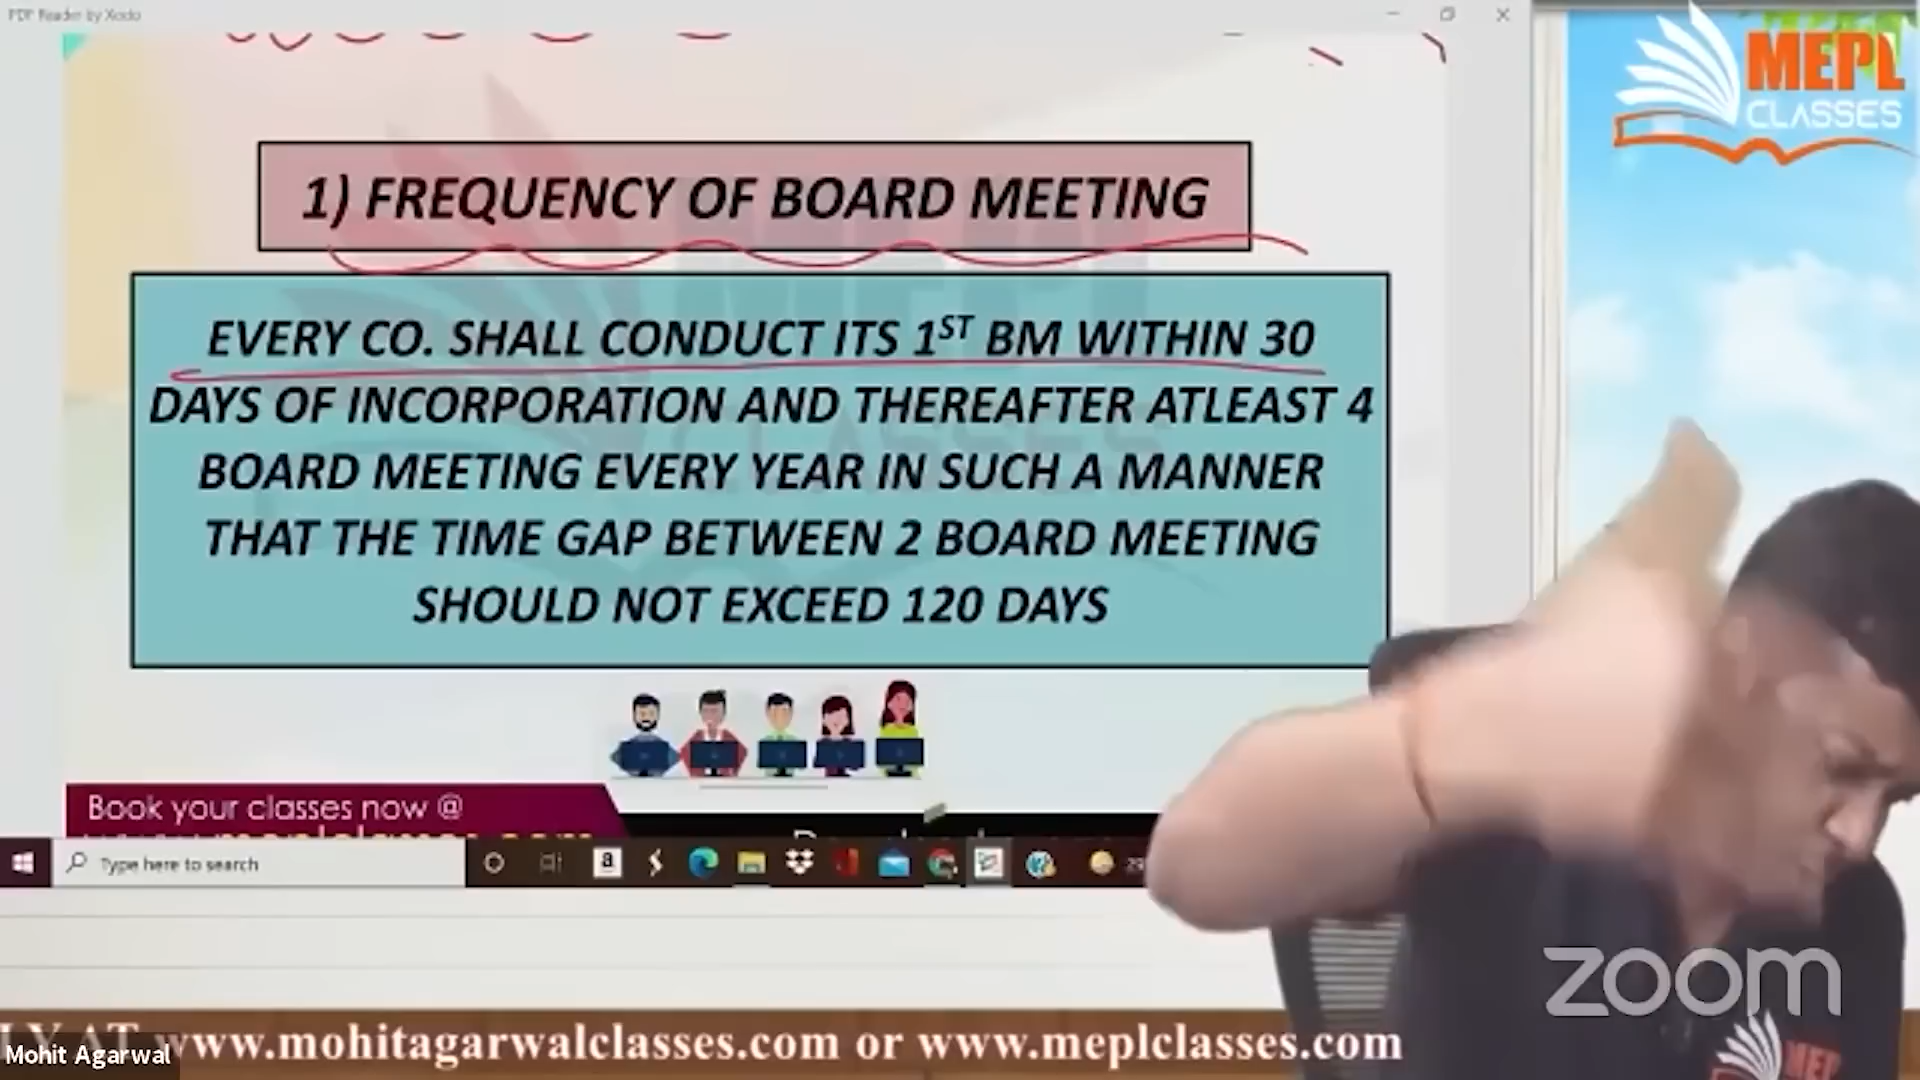 PDF Reader by Xodo
MEPL
CLASSES
1) FREQUENCY OF BOARD MEETING
EVERY CO. SHALL CONDUCT ITS 1ST BM WITHIN 30
DAYS OF INCORPORATION AND THEREAFTER ATLEAST 4
BOARD MEETING EVERY YEAR IN SUCH A MANNER
THAT THE TIME GAP BETWEEN 2 BOARD MEETING
SHOULD NOT EXCEED 120 DAYS
Book your classes now @
Type here to search
zoom
LY AT www.mohitagarwalclasses.com or www.meplclasses.com
Mohit Agarwal
MEPL